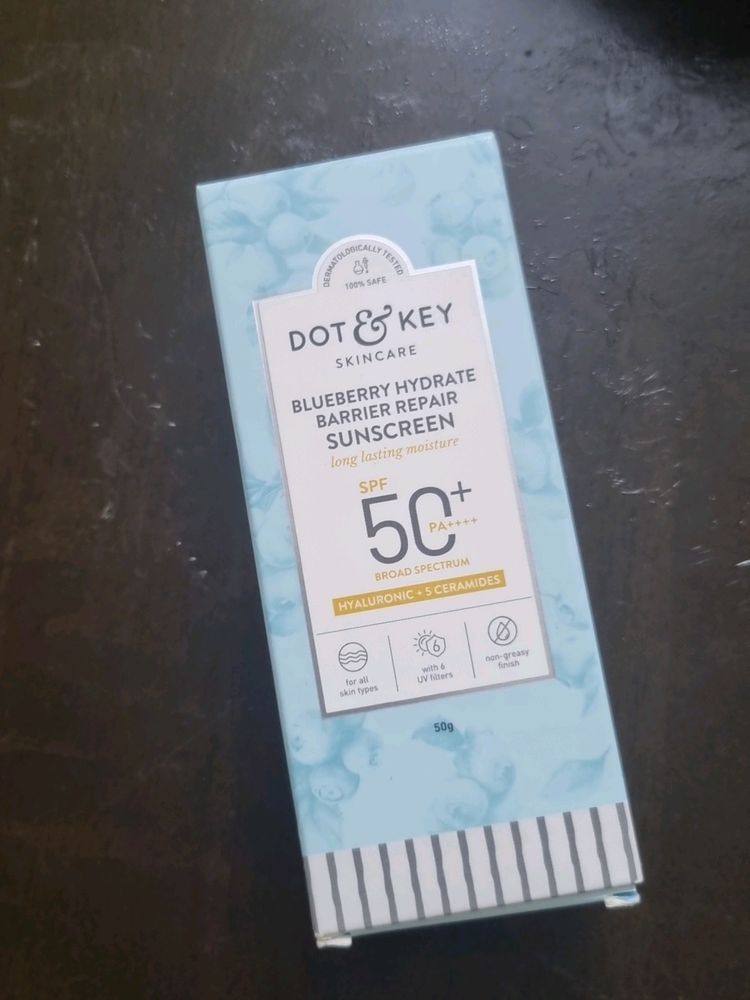 DERMATOLOGICALLY TESTED
100% SAFE
DOT & KEY
SKINCARE
BLUEBERRY HYDRATE
BARRIER REPAIR
SUNSCREEN
long lasting moisture
SPF
50+
PA++++
BROAD SPECTRUM
HYALURONIC + 5 CERAMIDES
for all
skin types
6
with 6
UV filters
non-greasy
finish
50g